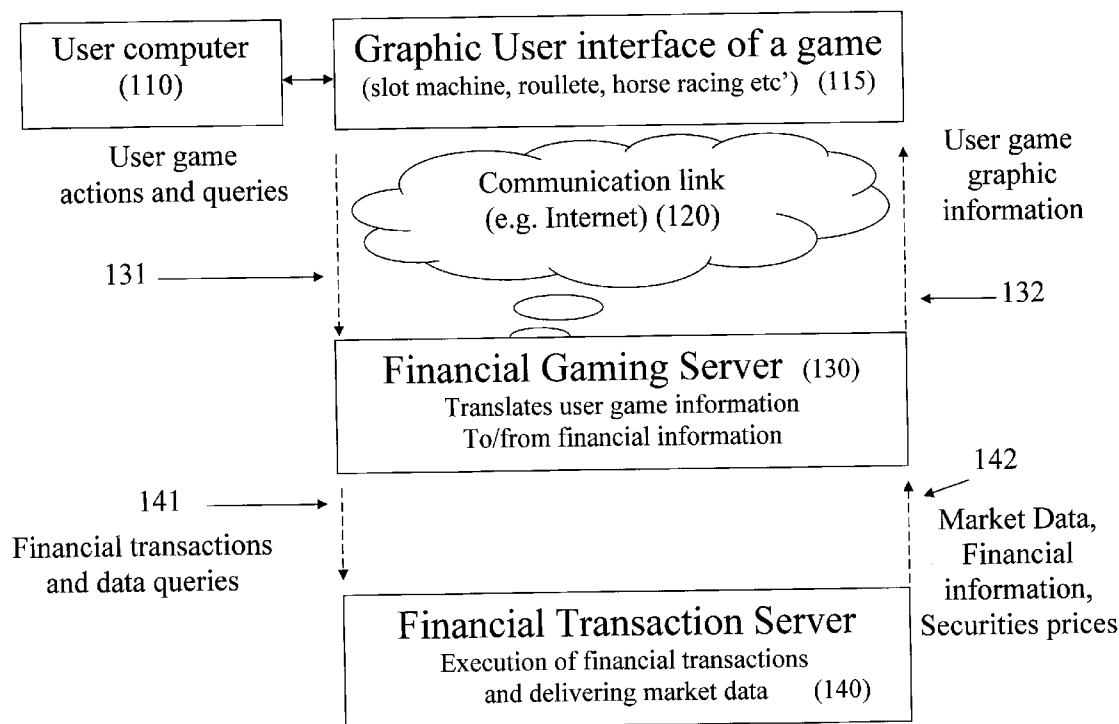 User computer
(110)
Graphic User interface of a game
(slot machine, roullete, horse racing etc') (115)
User game
actions and queries
Communication link
(e.g. Internet) (120)
User game
graphic
information
131
132
Financial Gaming Server (130)
Translates user game information
To/from financial information
141
Financial transactions
and data queries
142
Market Data,
Financial
information,
Securities prices
Financial Transaction Server
Execution of financial transactions
and delivering market data (140)